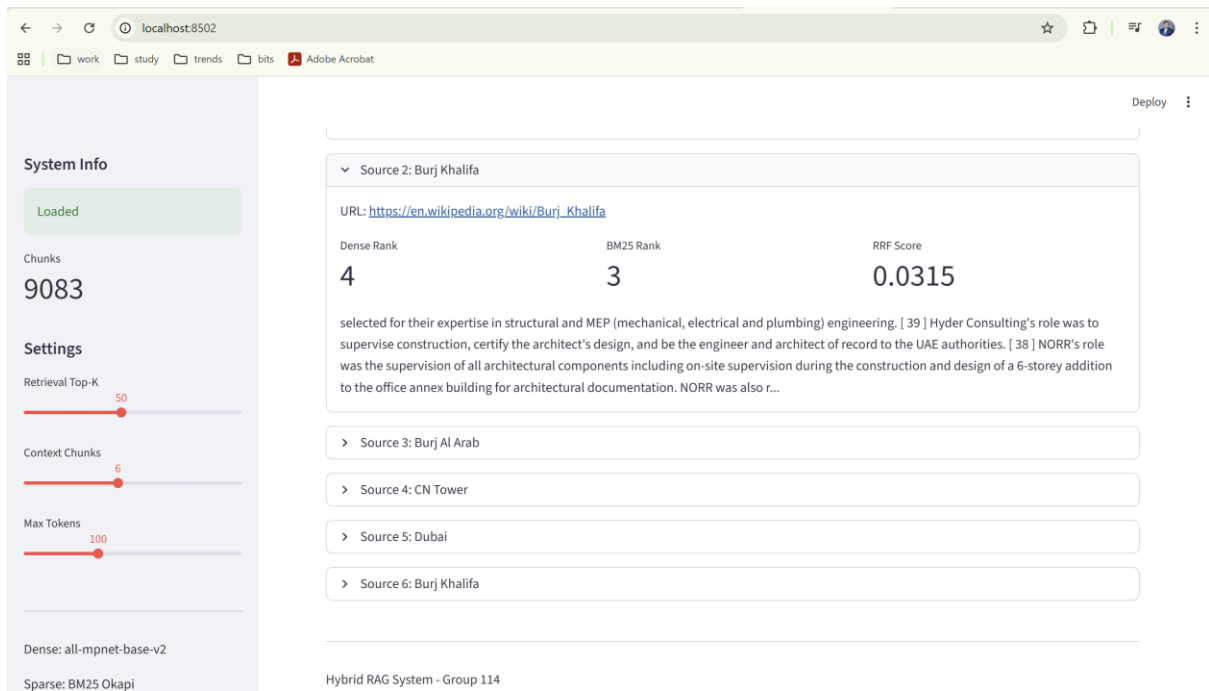 localhost:8502
work
study
trends
bits
Adobe Acrobat
Deploy
System Info
Loaded
Chunks
9083
Settings
Retrieval Top-K
50
Context Chunks
6
Max Tokens
100
Dense: all-mpnet-base-v2
Sparse: BM25 Okapi
Source 2: Burj Khalifa
URL: https://en.wikipedia.org/wiki/Burj_Khalifa
Dense Rank
BM25 Rank
RRF Score
4
3
0.0315
selected for their expertise in structural and MEP (mechanical, electrical and plumbing) engineering. [ 39 ] Hyder Consulting's role was to
supervise construction, certify the architect's design, and be the engineer and architect of record to the UAE authorities. [ 38 ] NORR's role
was the supervision of all architectural components including on-site supervision during the construction and design of a 6-storey addition
to the office annex building for architectural documentation. NORR was also r...
Source 3: Burj Al Arab
Source 4: CN Tower
Source 5: Dubai
Source 6: Burj Khalifa
Hybrid RAG System - Group 114